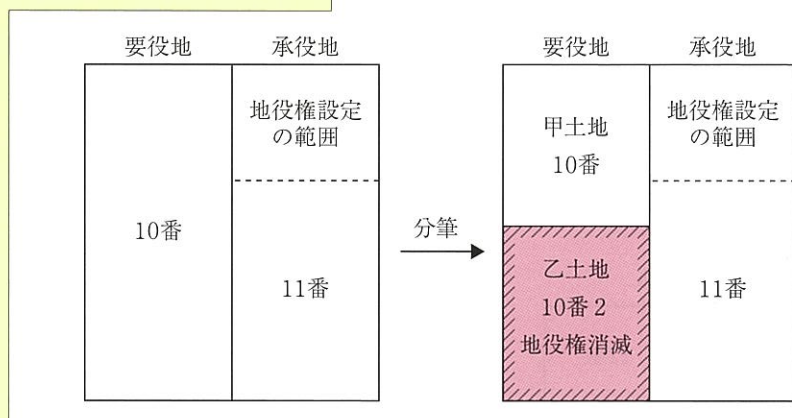 要役地
承役地
地役権設定
の範囲
10番
11番
分筆
要役地
承役地
甲土地
10番
地役権設定
の範囲
乙土地
10番2
地役権消滅
11番